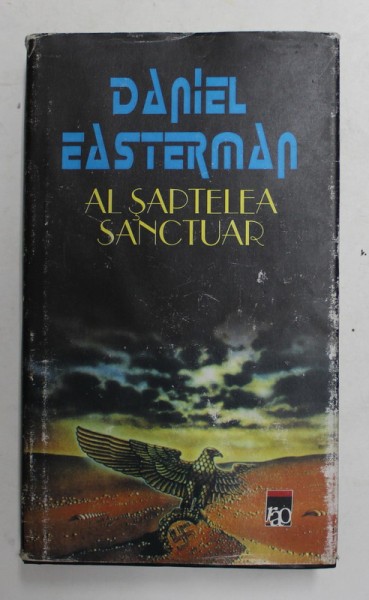 DANIEL
EASTERMAN
AL ŞAPTELEA
SANCTUAR
rao